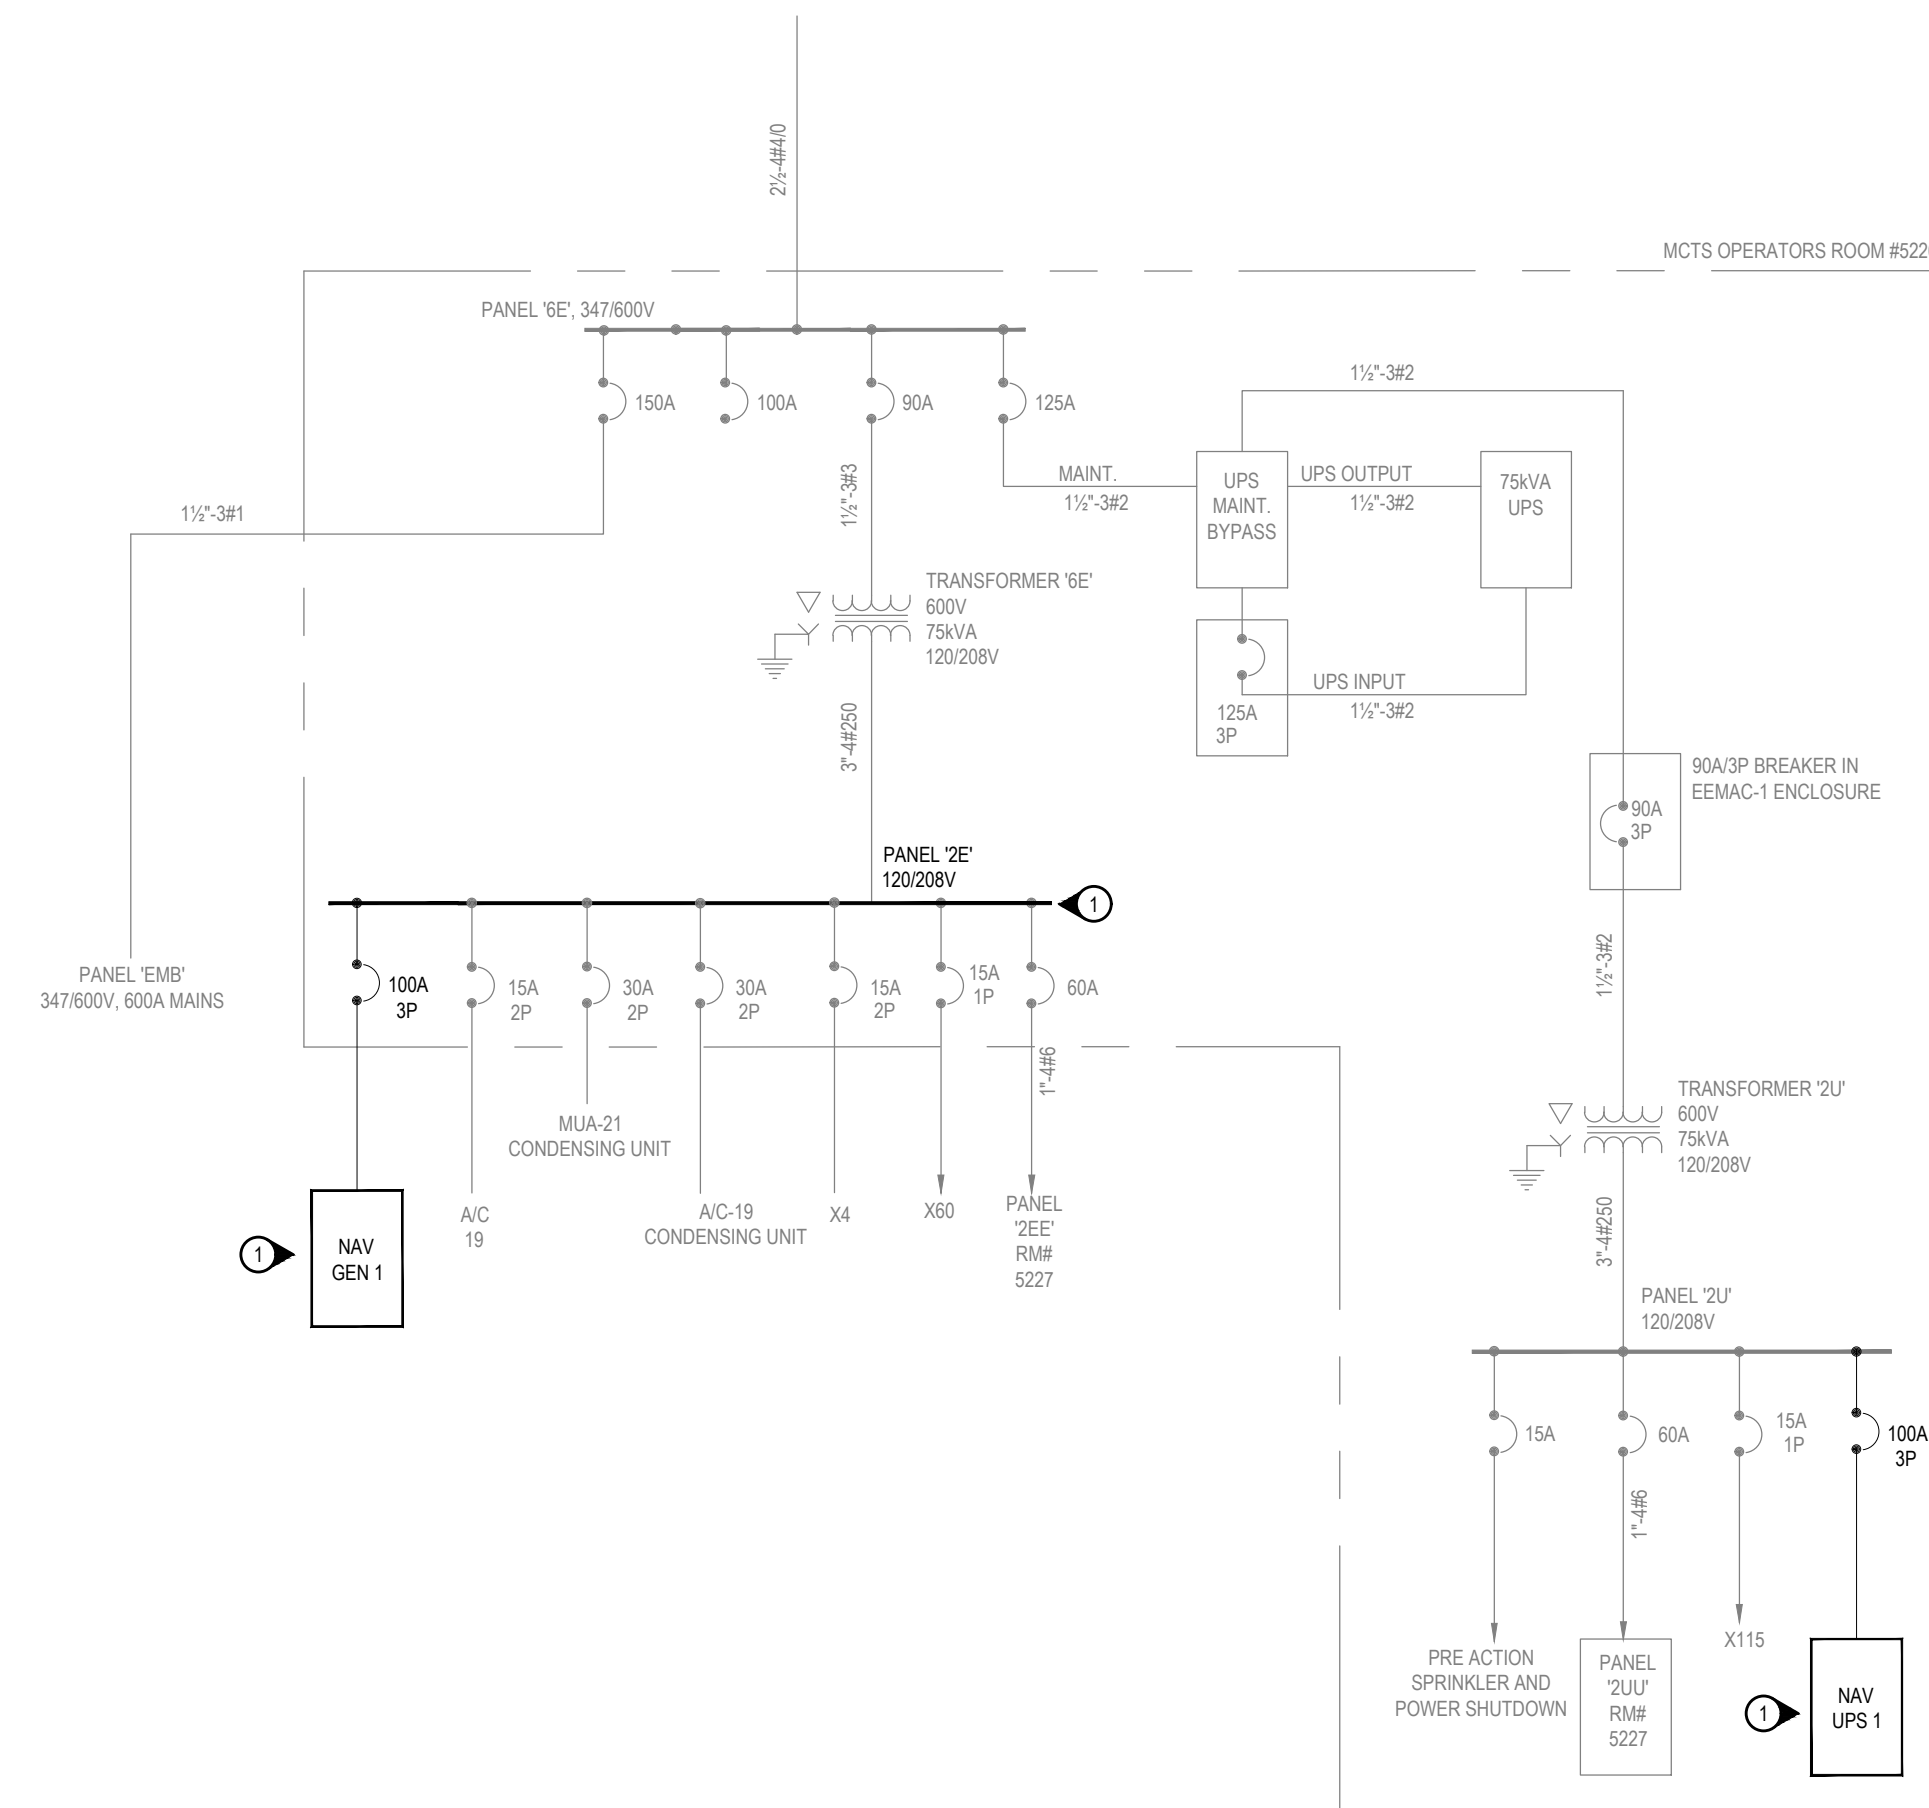 2½-4#4/0
MCTS OPERATORS ROOM #522
PANEL '6E', 347/600V
150A
100A
90A
125A
1½"-3#2
1½"-3#1
1½"-3#3
MAINT.
1½"-3#2
UPS
MAINT.
BYPASS
UPS OUTPUT
1½"-3#2
75kVA
UPS
TRANSFORMER '6E'
600V
75kVA
120/208V
125A
3P
UPS INPUT
1½"-3#2
3"-4#250
90A/3P BREAKER IN
EEMAC-1 ENCLOSURE
90A
3P
PANEL '2E'
120/208V
1
PANEL 'EMB'
347/600V, 600A MAINS
100A
3P
15A
2P
30A
2P
30A
2P
15A
2P
15A
1P
60A
1½"-3#2
1"-4#6
MUA-21
CONDENSING UNIT
TRANSFORMER '2U'
600V
75kVA
120/208V
1
NAV
GEN 1
A/C
19
A/C-19
CONDENSING UNIT
X4
X60
PANEL
'2EE'
RM#
5227
3"-4#250
PANEL '2U'
120/208V
15A
60A
15A
1P
100A
3P
1"-4#6
PRE ACTION
SPRINKLER AND
POWER SHUTDOWN
PANEL
'2UU'
RM#
5227
X115
1
NAV
UPS 1